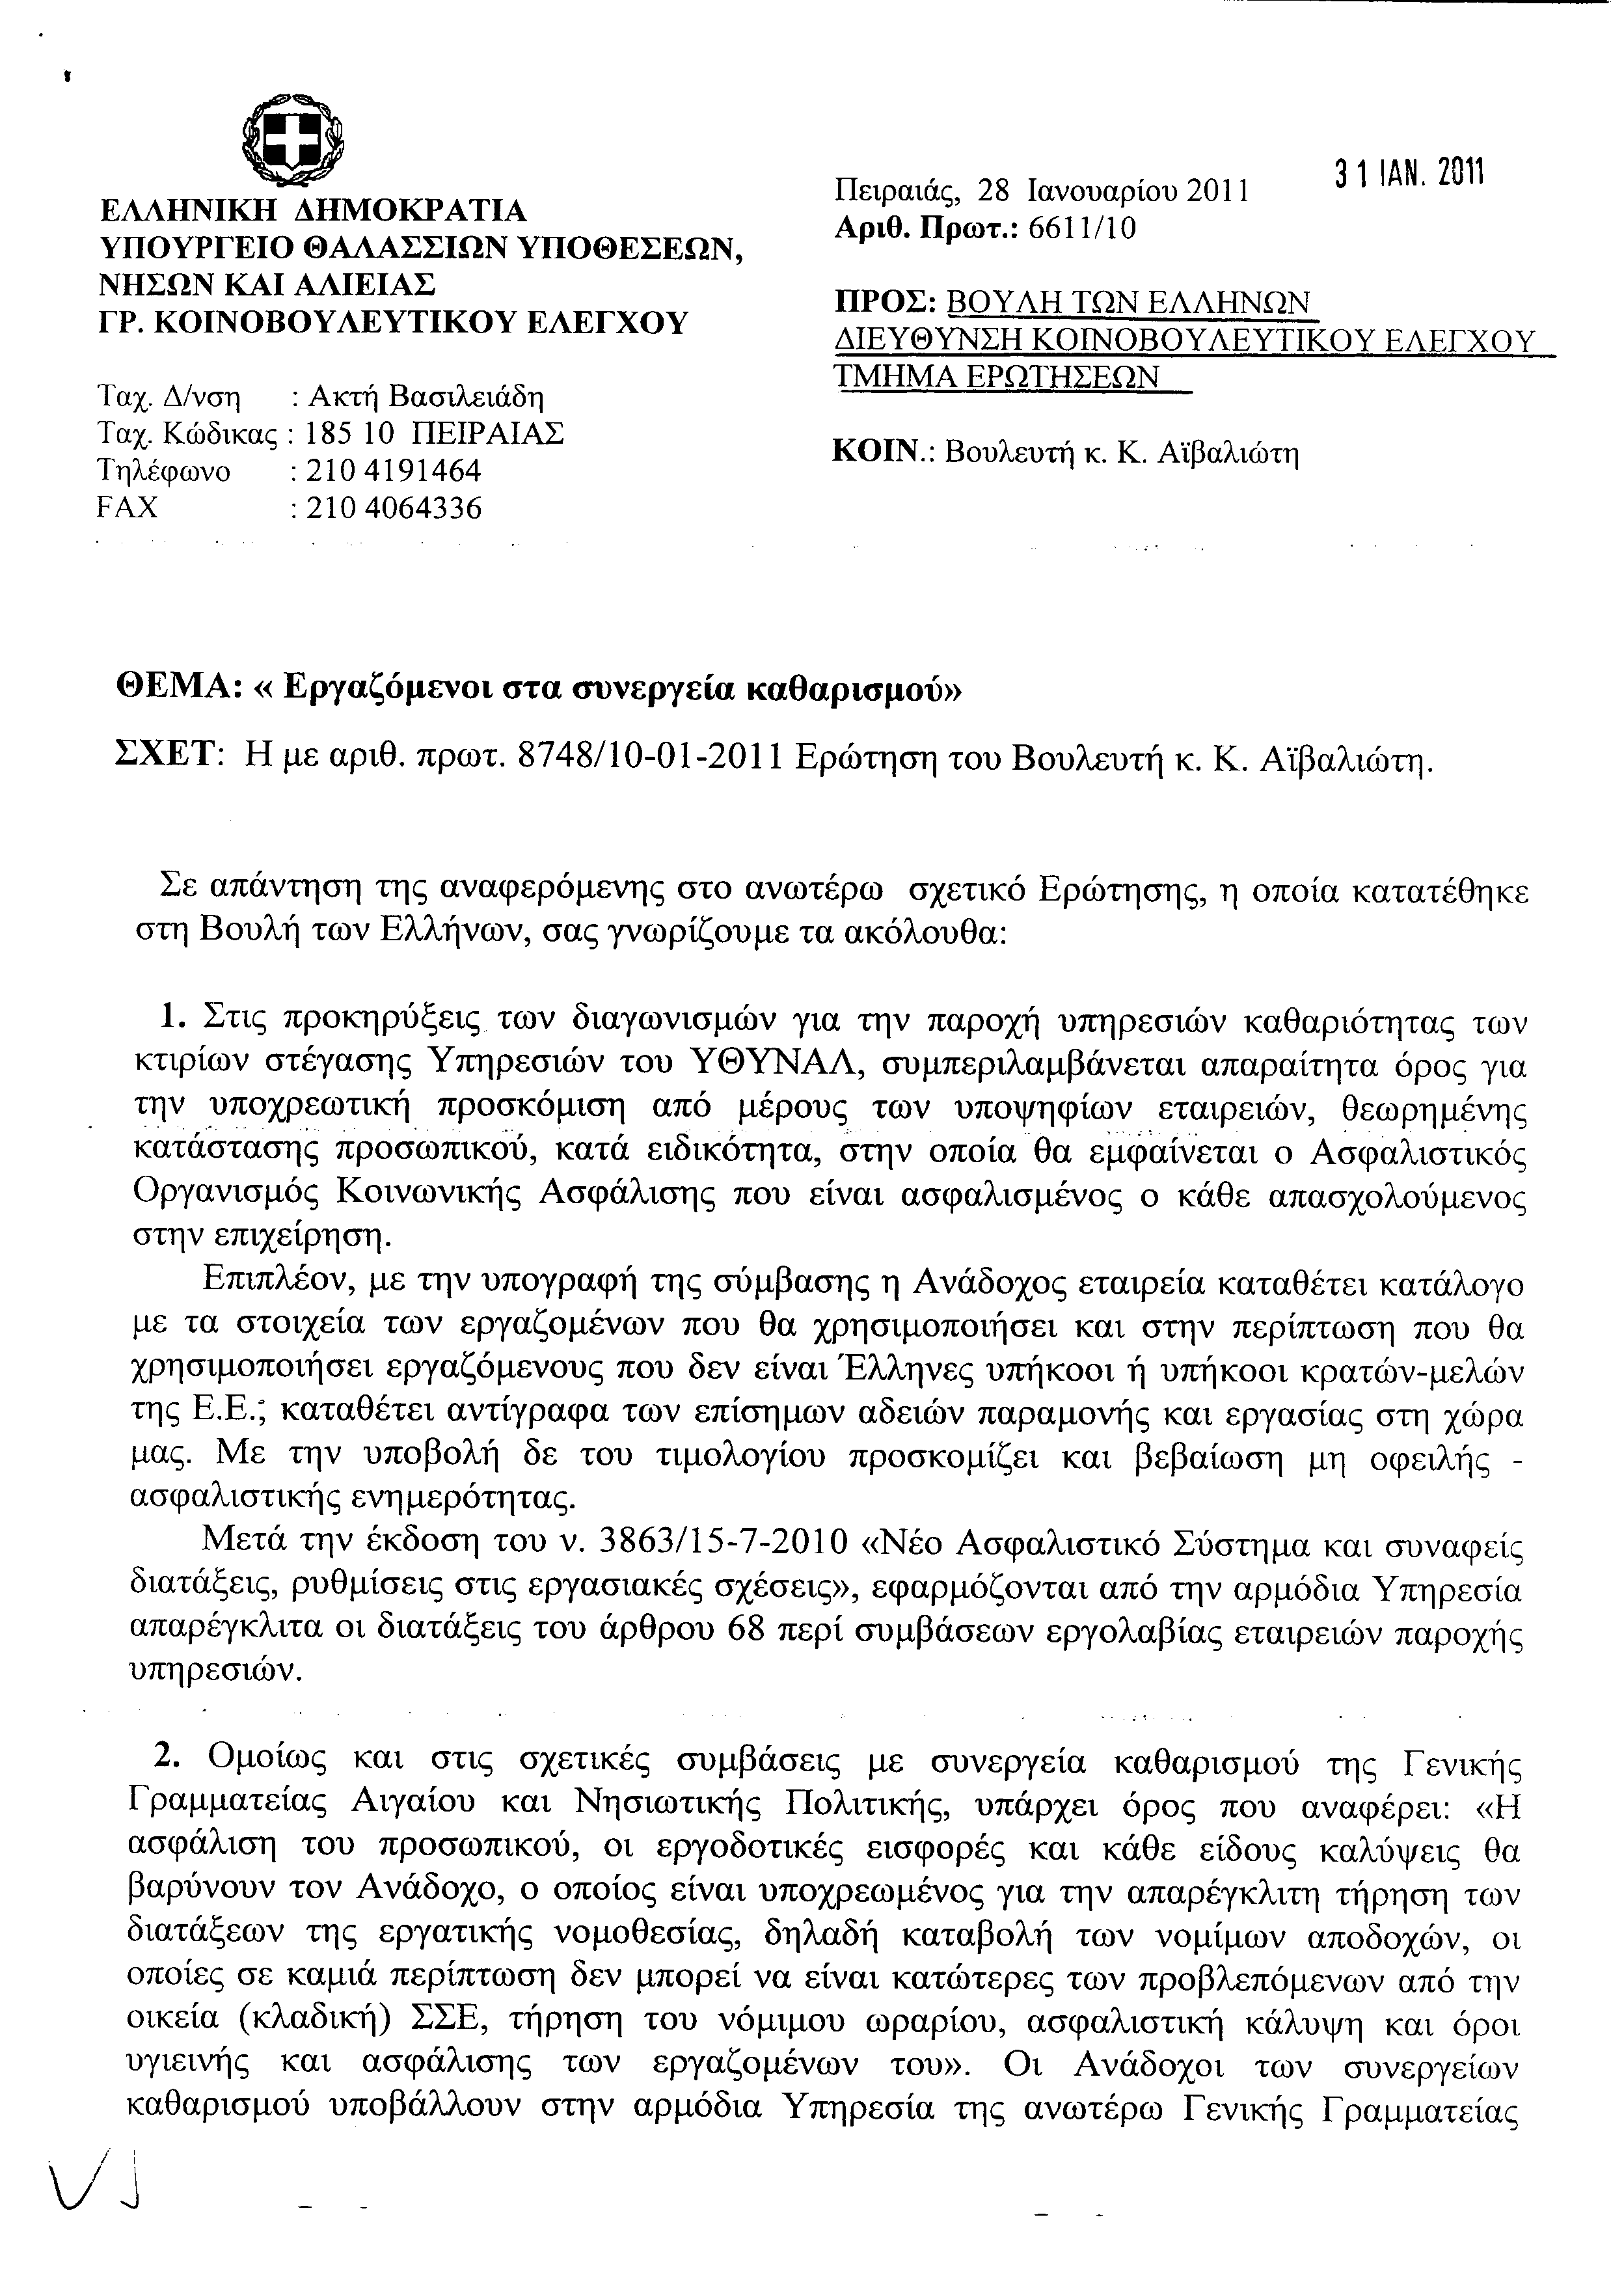 31 ΙΑΝ. 2011
ΕΛΛΗΝΙΚΗ ΔΗΜΟΚΡΑΤΙΑ
ΥΠΟΥΡΓΕΙΟ ΘΑΛΑΣΣΙΩΝ ΥΠΟΘΕΣΕΩΝ,
ΝΗΣΩΝ ΚΑΙ ΑΛΙΕΙΑΣ
ΓΡ. ΚΟΙΝΟΒΟΥΛΕΥΤΙΚΟΥ ΕΛΕΓΧΟΥ
Ταχ. Δ/νση : Ακτή Βασιλειάδη
Ταχ. Κώδικας : 185 10 ΠΕΙΡΑΙΑΣ
Τηλέφωνο : 210 4191464
FAX : 210 4064336
Πειραιάς, 28 Ιανουαρίου 2011
Αριθ. Πρωτ.: 6611/10
ΠΡΟΣ: ΒΟΥΛΗ ΤΩΝ ΕΛΛΗΝΩΝ
ΔΙΕΥΘΥΝΣΗ ΚΟΙΝΟΒΟΥΛΕΥΤΙΚΟΥ ΕΛΕΓΧΟΥ
ΤΜΗΜΑ ΕΡΩΤΗΣΕΩΝ
ΚΟΙΝ.: Βουλευτή κ. Κ. Αϊβαλιώτη
ΘΕΜΑ: « Εργαζόμενοι στα συνεργεία καθαρισμού»
ΣΧΕΤ: Η με αριθ. πρωτ. 8748/10-01-2011 Ερώτηση του Βουλευτή κ. Κ. Αϊβαλιώτη.
Σε απάντηση της αναφερόμενης στο ανωτέρω σχετικό Ερώτησης, η οποία κατατέθηκε
στη Βουλή των Ελλήνων, σας γνωρίζουμε τα ακόλουθα:
1. Στις προκηρύξεις των διαγωνισμών για την παροχή υπηρεσιών καθαριότητας των
κτιρίων στέγασης Υπηρεσιών του ΥΘΥΝΑΛ, συμπεριλαμβάνεται απαραίτητα όρος για
την υποχρεωτική προσκόμιση από μέρους των υποψηφίων εταιρειών, θεωρημένης
κατάστασης προσωπικού, κατά ειδικότητα, στην οποία θα εμφαίνεται ο Ασφαλιστικός
Οργανισμός Κοινωνικής Ασφάλισης που είναι ασφαλισμένος ο κάθε απασχολούμενος
στην επιχείρηση.
Επιπλέον, με την υπογραφή της σύμβασης η Ανάδοχος εταιρεία καταθέτει κατάλογο
με τα στοιχεία των εργαζομένων που θα χρησιμοποιήσει και στην περίπτωση που θα
χρησιμοποιήσει εργαζόμενους που δεν είναι Έλληνες υπήκοοι ή υπήκοοι κρατών-μελών
της Ε.Ε.; καταθέτει αντίγραφα των επίσημων αδειών παραμονής και εργασίας στη χώρα
μας. Με την υποβολή δε του τιμολογίου προσκομίζει και βεβαίωση μη οφειλής -
ασφαλιστικής ενημερότητας.
Μετά την έκδοση του ν. 3863/15-7-2010 «Νέο Ασφαλιστικό Σύστημα και συναφείς
διατάξεις, ρυθμίσεις στις εργασιακές σχέσεις», εφαρμόζονται από την αρμόδια Υπηρεσία
απαρέγκλιτα οι διατάξεις του άρθρου 68 περί συμβάσεων εργολαβίας εταιρειών παροχής
υπηρεσιών.
2. Ομοίως και στις σχετικές συμβάσεις με συνεργεία καθαρισμού της Γενικής
Γραμματείας Αιγαίου και Νησιωτικής Πολιτικής, υπάρχει όρος που αναφέρει: «Η
ασφάλιση του προσωπικού, οι εργοδοτικές εισφορές και κάθε είδους καλύψεις θα
βαρύνουν τον Ανάδοχο, ο οποίος είναι υποχρεωμένος για την απαρέγκλιτη τήρηση των
διατάξεων της εργατικής νομοθεσίας, δηλαδή καταβολή των νομίμων αποδοχών, οι
οποίες σε καμιά περίπτωση δεν μπορεί να είναι κατώτερες των προβλεπόμενων από την
οικεία (κλαδική) ΣΣΕ, τήρηση του νόμιμου ωραρίου, ασφαλιστική κάλυψη και όροι
υγιεινής και ασφάλισης των εργαζομένων του». Οι Ανάδοχοι των συνεργείων
καθαρισμού υποβάλλουν στην αρμόδια Υπηρεσία της ανωτέρω Γενικής Γραμματείας